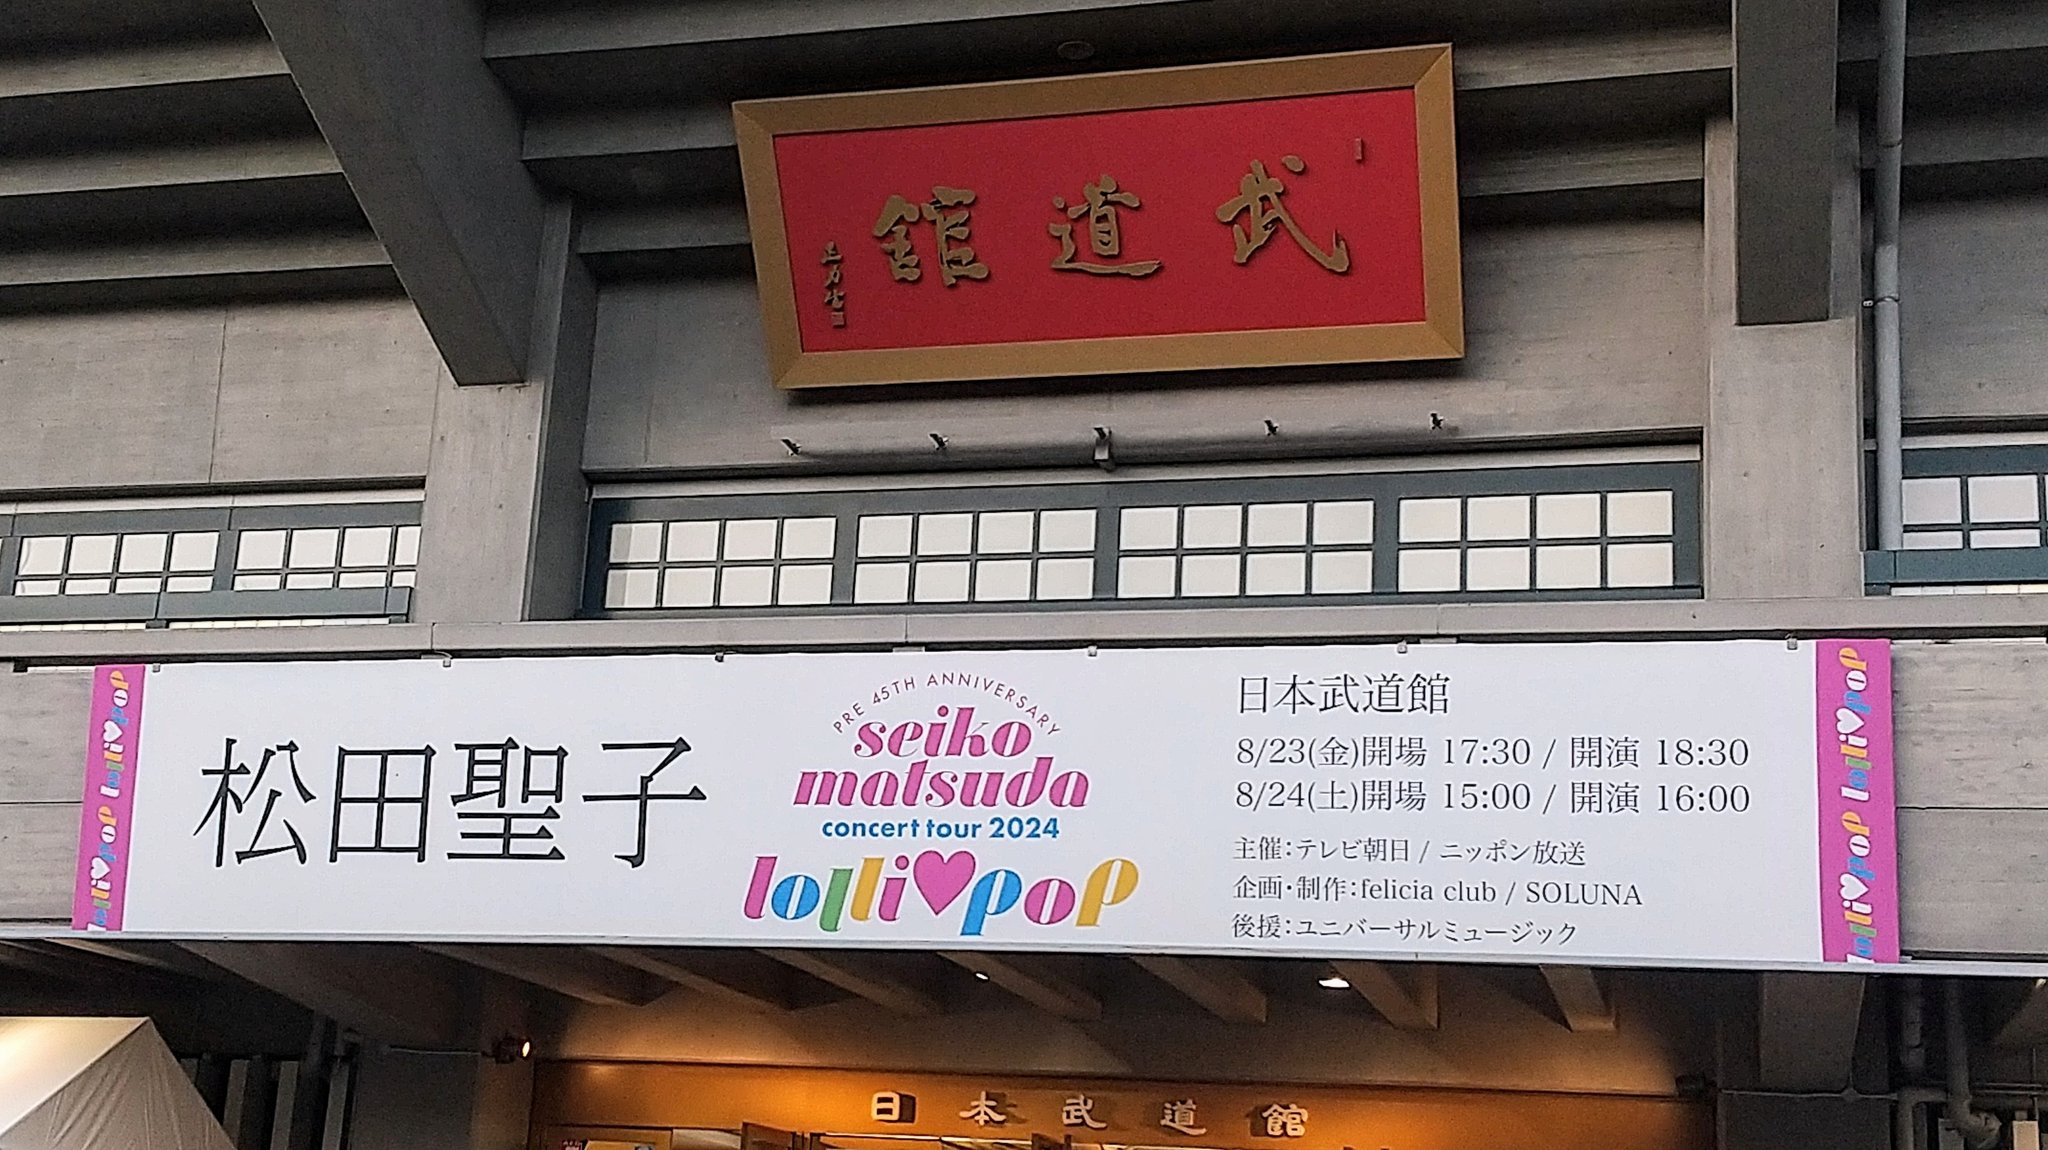 武道館
松田聖子
PRE 45TH ANNIVERSARY
seiko
matsuda
concert tour 2024
lolli♥pop
日本武道館
8/23(金)開場 17:30 / 開演 18:30
8/24(土)開場 15:00 / 開演 16:00
主催:テレビ朝日 / ニッポン放送
企画・制作:felicia club / SOLUNA
後援:ユニバーサルミュージック
lolli♥pop lolli♥pop
lolli♥pop lolli♥pop
日本武道館